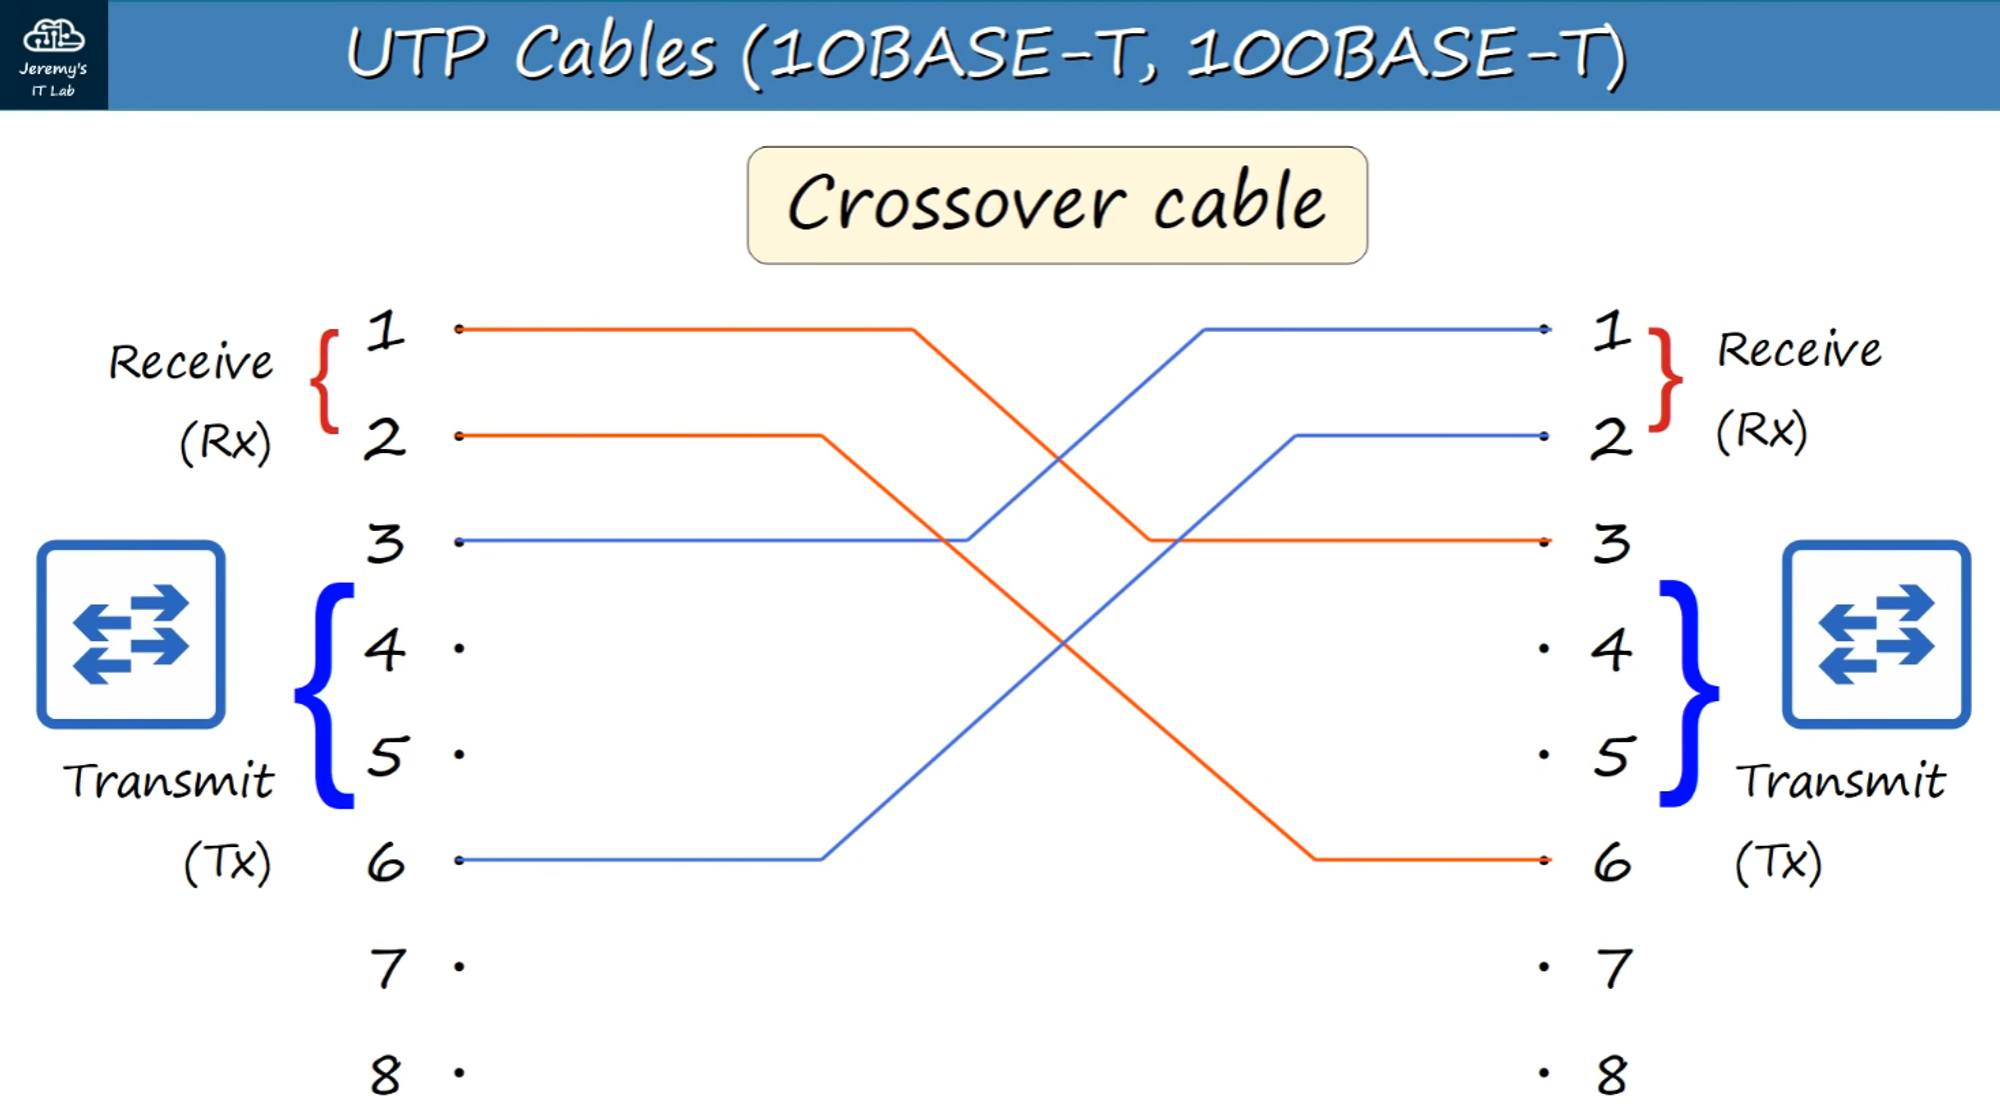 Jeremy's
IT Lab
UTP Cables (10BASE-T, 100BASE-T)
Crossover cable
Receive
(Rx)
Transmit
(Tx)
1
2
3
4
5
6
7
8
1
2
3
4
5
6
7
8
Receive
(Rx)
Transmit
(Tx)